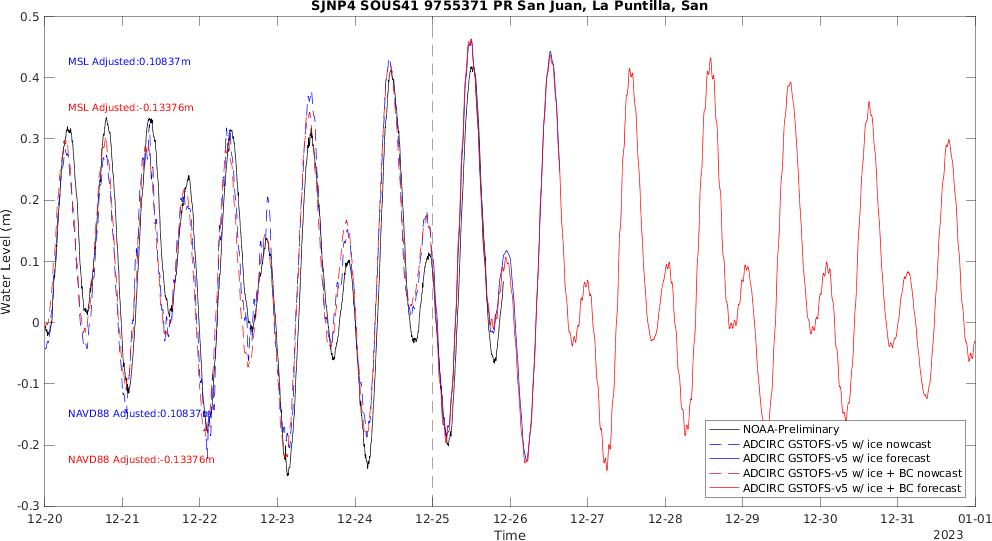 SJNP4 SOUS41 9755371 PR San Juan, La Puntilla, San
0.5
0.4
0.3
0.2
0.1
0
-0.1
-0.2
-0.3
Water Level (m)
MSL Adjusted:0.10837m
MSL Adjusted:-0.13376m
NAVD88 Adjusted:0.10837m
NAVD88 Adjusted:-0.13376m
NOAA-Preliminary
ADCIRC GSTOFS-v5 w/ ice nowcast
ADCIRC GSTOFS-v5 w/ ice forecast
ADCIRC GSTOFS-v5 w/ ice + BC nowcast
ADCIRC GSTOFS-v5 w/ ice + BC forecast
12-20 12-21 12-22 12-23 12-24 12-25 12-26 12-27 12-28 12-29 12-30 12-31 01-01
Time
2023